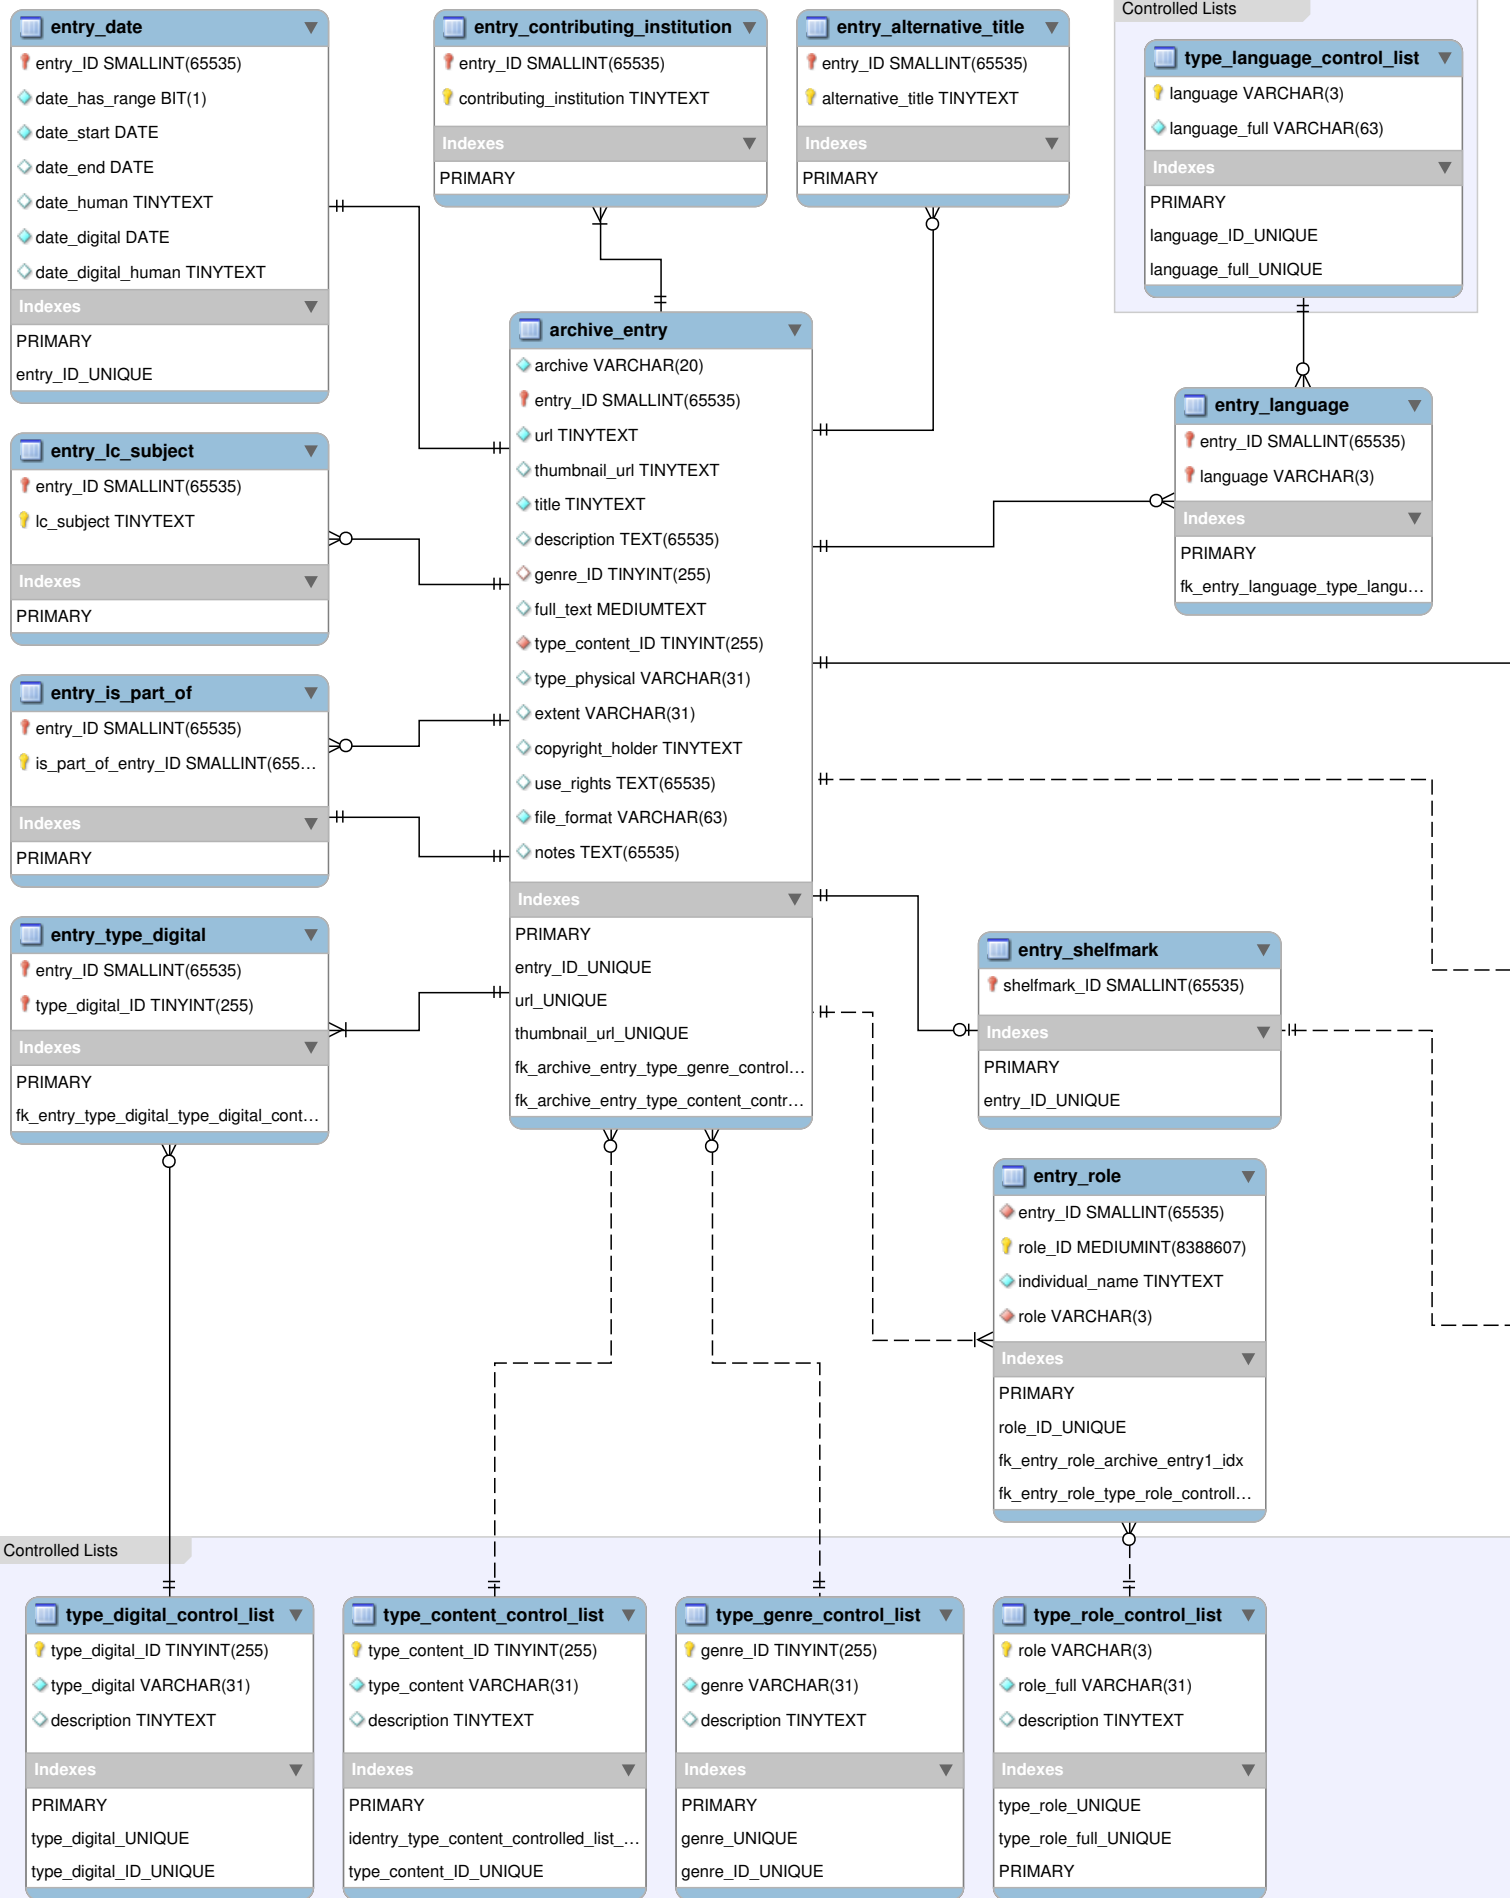 entry_date
entry_ID SMALLINT(65535)
date_has_range BIT(1)
date_start DATE
date_end DATE
date_human TINYTEXT
date_digital DATE
date_digital_human TINYTEXT
Indexes
PRIMARY
entry_ID_UNIQUE
entry_contributing_institution
entry_ID SMALLINT(65535)
contributing_institution TINYTEXT
Indexes
PRIMARY
entry_alternative_title
entry_ID SMALLINT(65535)
alternative_title TINYTEXT
Indexes
PRIMARY
Controlled Lists
type_language_control_list
language VARCHAR(3)
language_full VARCHAR(63)
Indexes
PRIMARY
language_ID_UNIQUE
language_full_UNIQUE
entry_lc_subject
entry_ID SMALLINT(65535)
lc_subject TINYTEXT
Indexes
PRIMARY
entry_is_part_of
entry_ID SMALLINT(65535)
is_part_of_entry_ID SMALLINT(655...
Indexes
PRIMARY
entry_type_digital
entry_ID SMALLINT(65535)
type_digital_ID TINYINT(255)
Indexes
PRIMARY
fk_entry_type_digital_type_digital_cont...
archive_entry
archive VARCHAR(20)
entry_ID SMALLINT(65535)
url TINYTEXT
thumbnail_url TINYTEXT
title TINYTEXT
description TEXT(65535)
genre_ID TINYINT(255)
full_text MEDIUMTEXT
type_content_ID TINYINT(255)
type_physical VARCHAR(31)
extent VARCHAR(31)
copyright_holder TINYTEXT
use_rights TEXT(65535)
file_format VARCHAR(63)
notes TEXT(65535)
Indexes
PRIMARY
entry_ID_UNIQUE
url_UNIQUE
thumbnail_url_UNIQUE
fk_archive_entry_type_genre_control...
fk_archive_entry_type_content_contr...
entry_language
entry_ID SMALLINT(65535)
language VARCHAR(3)
Indexes
PRIMARY
fk_entry_language_type_langu...
entry_shelfmark
shelfmark_ID SMALLINT(65535)
Indexes
PRIMARY
entry_ID_UNIQUE
entry_role
entry_ID SMALLINT(65535)
role_ID MEDIUMINT(8388607)
individual_name TINYTEXT
role VARCHAR(3)
Indexes
PRIMARY
role_ID_UNIQUE
fk_entry_role_archive_entry1_idx
fk_entry_role_type_role_controll...
Controlled Lists
type_digital_control_list
type_digital_ID TINYINT(255)
type_digital VARCHAR(31)
description TINYTEXT
Indexes
PRIMARY
type_digital_UNIQUE
type_digital_ID_UNIQUE
type_content_control_list
type_content_ID TINYINT(255)
type_content VARCHAR(31)
description TINYTEXT
Indexes
PRIMARY
identry_type_content_controlled_list_...
type_content_ID_UNIQUE
type_genre_control_list
genre_ID TINYINT(255)
genre VARCHAR(31)
description TINYTEXT
Indexes
PRIMARY
genre_UNIQUE
genre_ID_UNIQUE
type_role_control_list
role VARCHAR(3)
role_full VARCHAR(31)
description TINYTEXT
Indexes
type_role_UNIQUE
type_role_full_UNIQUE
PRIMARY